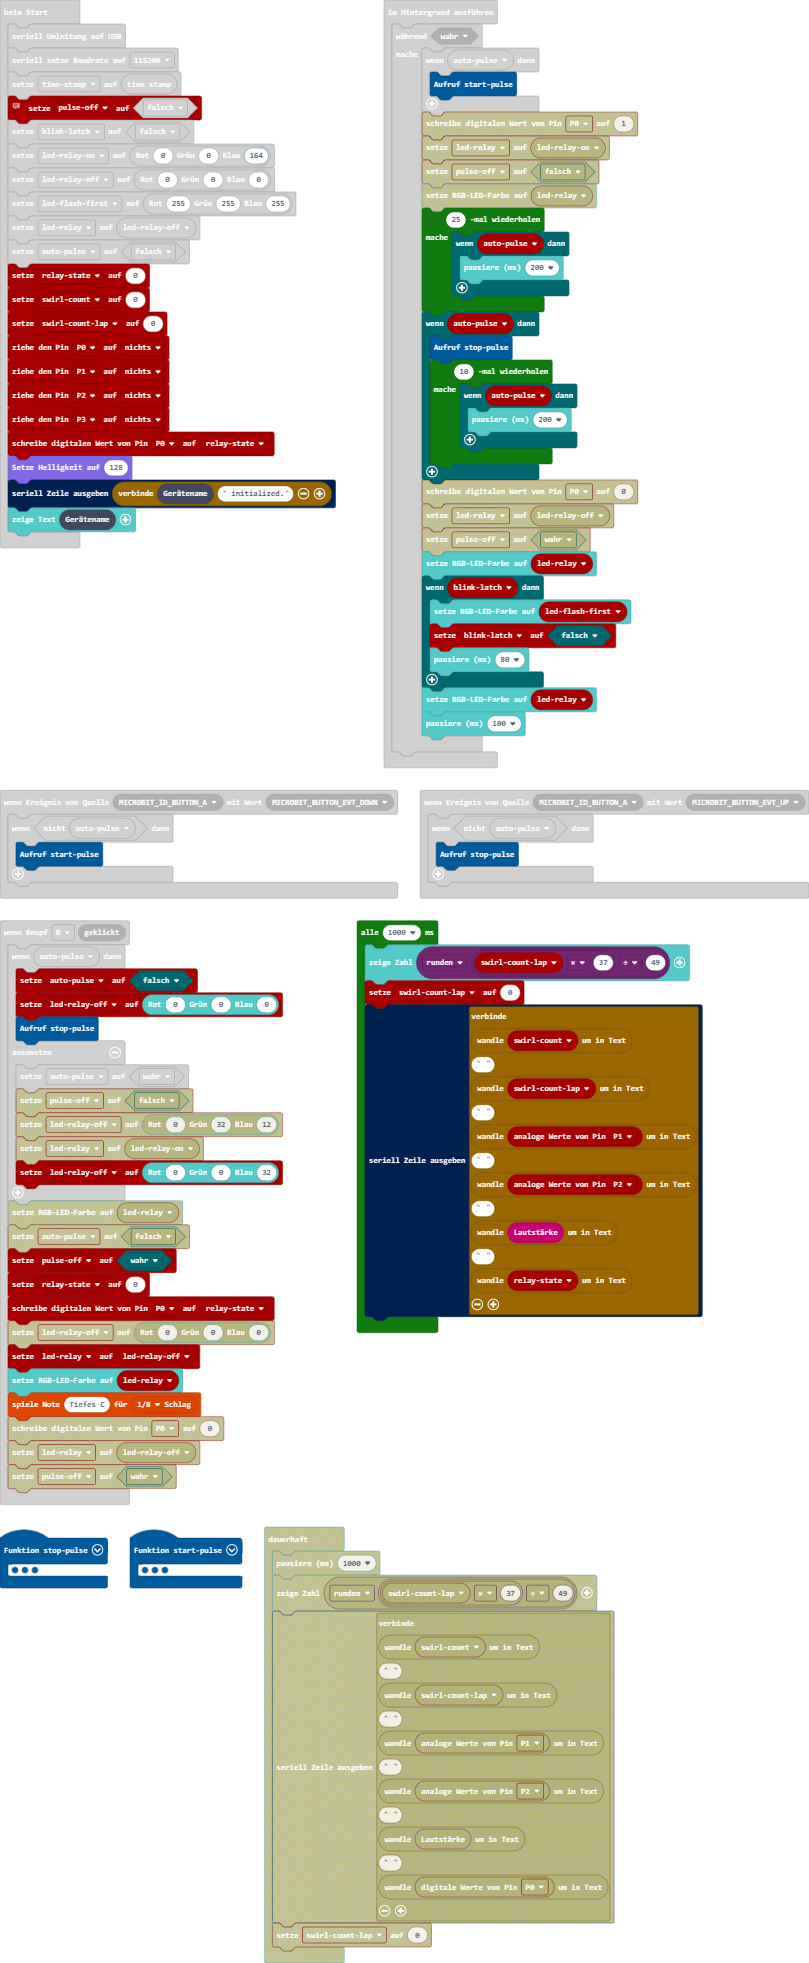 beim Start
seriell Umleitung auf USB
seriell setze Baudrate auf 115200
setze time-stamp auf time stamp
setze pulse-off auf falsch
setze blink-latch auf falsch
setze led-relay-on auf Rot 0 Grün 0 Blau 164
setze led-relay-off auf Rot 0 Grün 0 Blau 0
setze led-flash-first auf Rot 255 Grün 255 Blau 255
setze led-relay auf led-relay-off
setze auto-pulse auf falsch
setze relay-state auf 0
setze swirl-count auf 0
setze swirl-count-lap auf 0
ziehe den Pin P0 auf nichts
ziehe den Pin P1 auf nichts
ziehe den Pin P2 auf nichts
ziehe den Pin P3 auf nichts
schreibe digitalen Wert von Pin P0 auf relay-state
Setze Helligkeit auf 128
seriell Zeile ausgeben verbinde Gerätename " initialized."
zeige Text Gerätename
im Hintergrund ausführen
während wahr
mache
wenn auto-pulse dann
Aufruf start-pulse
schreibe digitalen Wert von Pin P0 auf 1
setze led-relay auf led-relay-on
setze pulse-off auf falsch
setze RGB-LED-Farbe auf led-relay
25 -mal wiederholen
mache
wenn auto-pulse dann
pausiere (ms) 200
wenn auto-pulse dann
Aufruf stop-pulse
10 -mal wiederholen
mache
wenn auto-pulse dann
pausiere (ms) 200
schreibe digitalen Wert von Pin P0 auf 0
setze led-relay auf led-relay-off
setze pulse-off auf wahr
setze RGB-LED-Farbe auf led-relay
wenn blink-latch dann
setze RGB-LED-Farbe auf led-flash-first
setze blink-latch auf falsch
pausiere (ms) 80
setze RGB-LED-Farbe auf led-relay
pausiere (ms) 100
wenn Ereignis von Quelle MICROBIT_ID_BUTTON_A mit Wert MICROBIT_BUTTON_EVT_DOWN
wenn nicht auto-pulse dann
Aufruf start-pulse
wenn Ereignis von Quelle MICROBIT_ID_BUTTON_A mit Wert MICROBIT_BUTTON_EVT_UP
wenn nicht auto-pulse dann
Aufruf stop-pulse
wenn Knopf B geklickt
wenn auto-pulse dann
setze auto-pulse auf falsch
setze led-relay-off auf Rot 0 Grün 0 Blau 0
Aufruf stop-pulse
ansonsten
setze auto-pulse auf wahr
setze pulse-off auf falsch
setze led-relay-off auf Rot 0 Grün 32 Blau 12
setze led-relay auf led-relay-on
setze led-relay-off auf Rot 0 Grün 0 Blau 32
setze RGB-LED-Farbe auf led-relay
setze auto-pulse auf falsch
setze pulse-off auf wahr
setze relay-state auf 0
schreibe digitalen Wert von Pin P0 auf relay-state
setze led-relay-off auf Rot 0 Grün 0 Blau 0
setze led-relay auf led-relay-off
setze RGB-LED-Farbe auf led-relay
spiele Note Tiefes C für 1/8 Schlag
schreibe digitalen Wert von Pin P0 auf 0
setze led-relay auf led-relay-off
setze pulse-off auf wahr
alle 1000 ms
zeige Zahl runden swirl-count-lap × 37 ÷ 49
setze swirl-count-lap auf 0
seriell Zeile ausgeben
verbinde
wandle swirl-count um in Text
" "
wandle swirl-count-lap um in Text
" "
wandle analoge Werte von Pin P1 um in Text
" "
wandle analoge Werte von Pin P2 um in Text
" "
wandle Lautstärke um in Text
" "
wandle relay-state um in Text
Funktion stop-pulse
Funktion start-pulse
dauerhaft
pausiere (ms) 1000
zeige Zahl runden swirl-count-lap × 37 ÷ 49
seriell Zeile ausgeben
verbinde
wandle swirl-count um in Text
" "
wandle swirl-count-lap um in Text
" "
wandle analoge Werte von Pin P1 um in Text
" "
wandle analoge Werte von Pin P2 um in Text
" "
wandle Lautstärke um in Text
" "
wandle digitale Werte von Pin P0 um in Text
setze swirl-count-lap auf 0